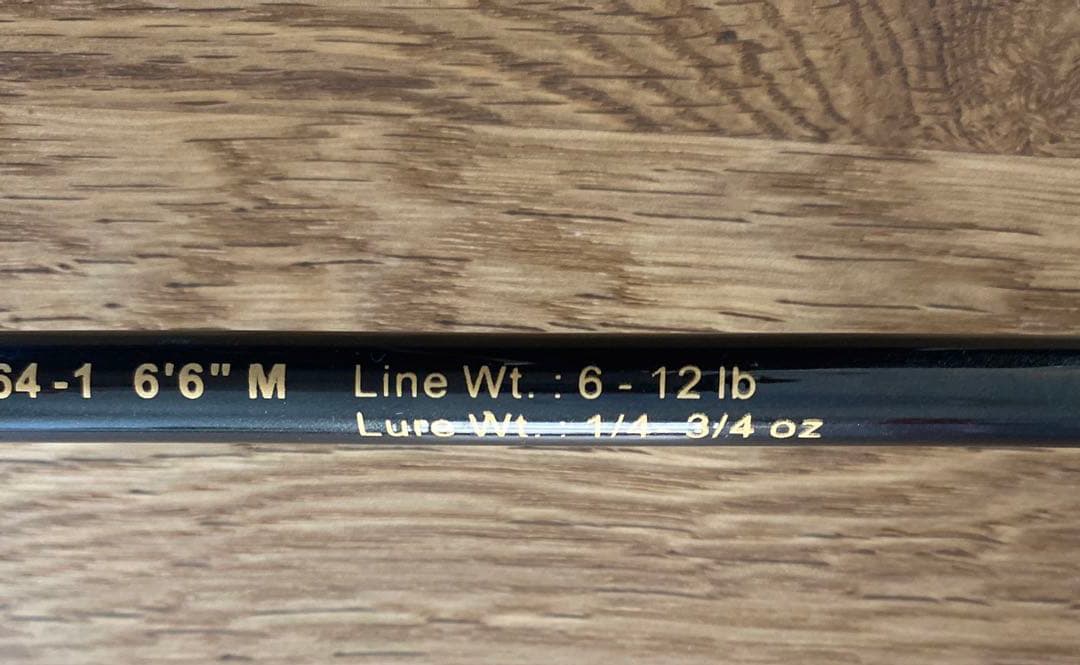 64-1 6'6" M Line Wt. : 6 - 12 lb
Lure Wt. : 1/4 - 3/4 oz